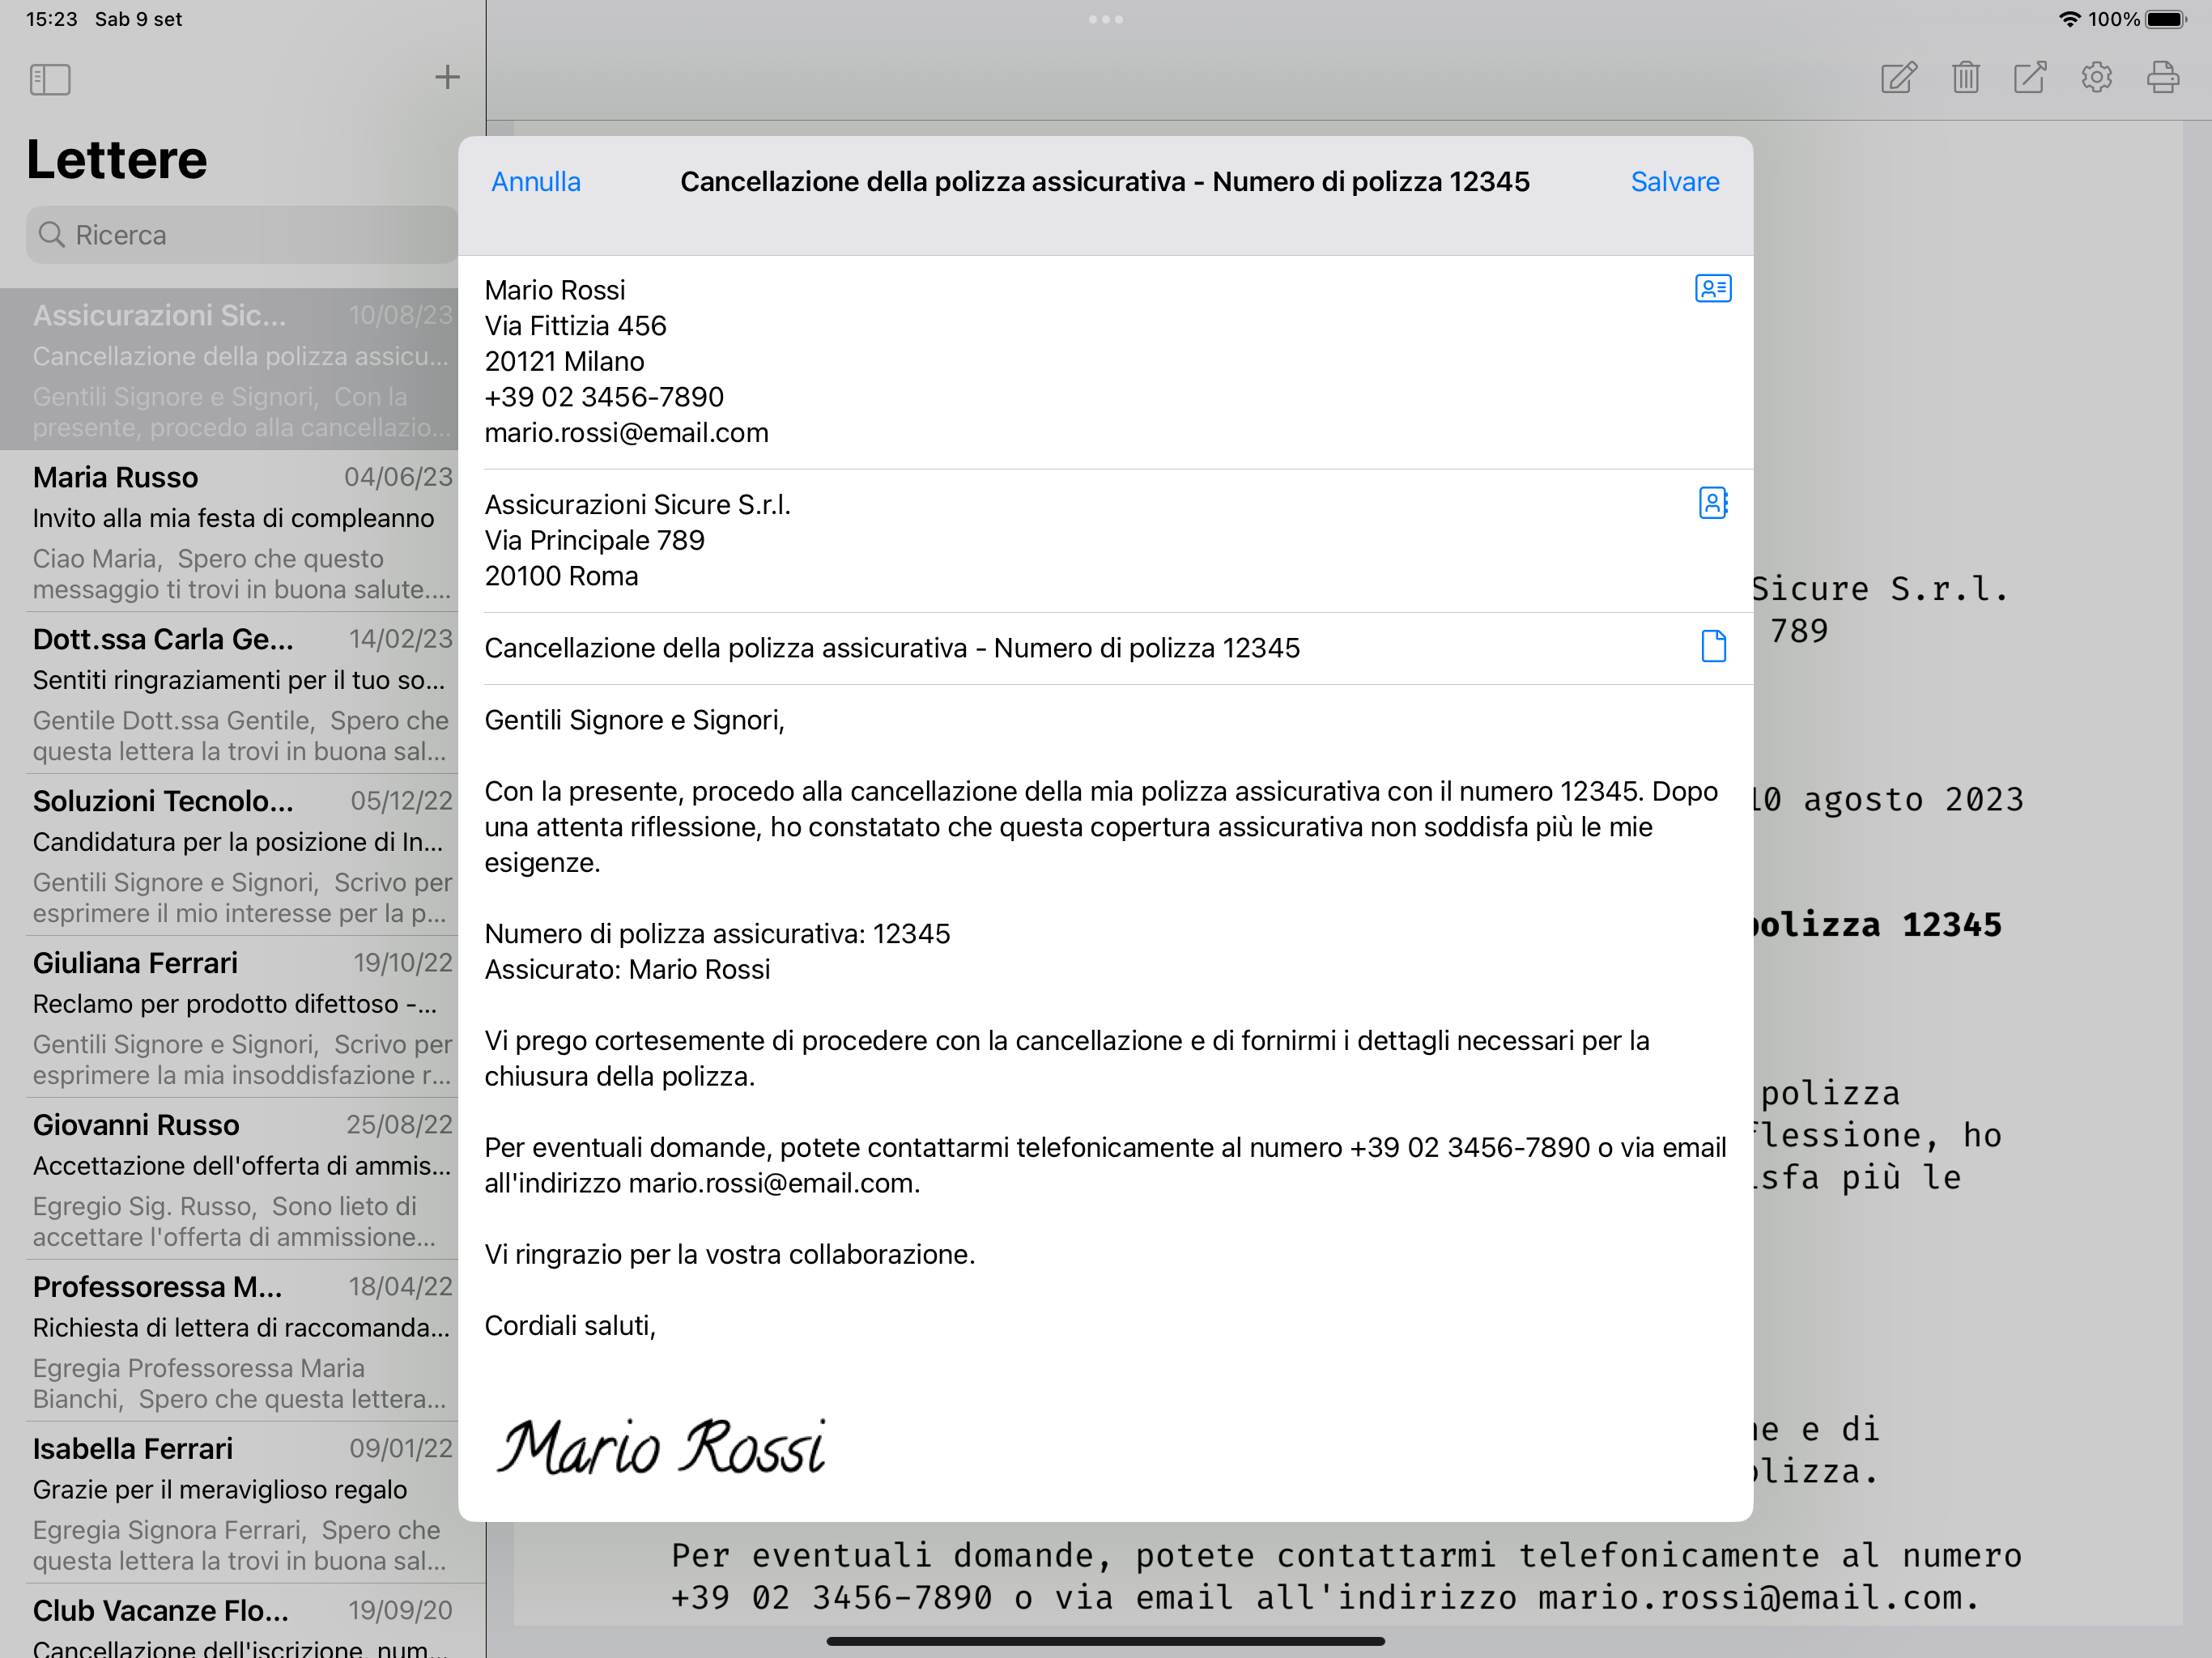 15:23 Sab 9 set
100%
Lettere
Ricerca
Assicurazioni Sic... 10/08/23
Cancellazione della polizza assicu...
Gentili Signore e Signori, Con la
presente, procedo alla cancellazio...
Maria Russo 04/06/23
Invito alla mia festa di compleanno
Ciao Maria, Spero che questo
messaggio ti trovi in buona salute....
Dott.ssa Carla Ge... 14/02/23
Sentiti ringraziamenti per il tuo so...
Gentile Dott.ssa Gentile, Spero che
questa lettera la trovi in buona sal...
Soluzioni Tecnolo... 05/12/22
Candidatura per la posizione di In...
Gentili Signore e Signori, Scrivo per
esprimere il mio interesse per la p...
Giuliana Ferrari 19/10/22
Reclamo per prodotto difettoso -...
Gentili Signore e Signori, Scrivo per
esprimere la mia insoddisfazione r...
Giovanni Russo 25/08/22
Accettazione dell'offerta di ammis...
Egregio Sig. Russo, Sono lieto di
accettare l'offerta di ammissione...
Professoressa M... 18/04/22
Richiesta di lettera di raccomanda...
Egregia Professoressa Maria
Bianchi, Spero che questa lettera...
Isabella Ferrari 09/01/22
Grazie per il meraviglioso regalo
Egregia Signora Ferrari, Spero che
questa lettera la trovi in buona sal...
Club Vacanze Flo... 19/09/20
Cancellazione dell'iscrizione, num...
Annulla
Cancellazione della polizza assicurativa - Numero di polizza 12345
Salvare
Mario Rossi
Via Fittizia 456
20121 Milano
+39 02 3456-7890
mario.rossi@email.com
Assicurazioni Sicure S.r.l.
Via Principale 789
20100 Roma
Cancellazione della polizza assicurativa - Numero di polizza 12345
Gentili Signore e Signori,
Con la presente, procedo alla cancellazione della mia polizza assicurativa con il numero 12345. Dopo
una attenta riflessione, ho constatato che questa copertura assicurativa non soddisfa più le mie
esigenze.
Numero di polizza assicurativa: 12345
Assicurato: Mario Rossi
Vi prego cortesemente di procedere con la cancellazione e di fornirmi i dettagli necessari per la
chiusura della polizza.
Per eventuali domande, potete contattarmi telefonicamente al numero +39 02 3456-7890 o via email
all'indirizzo mario.rossi@email.com.
Vi ringrazio per la vostra collaborazione.
Cordiali saluti,
Mario Rossi
Sicure S.r.l.
789
10 agosto 2023
polizza 12345
polizza
flessione, ho
sfa più le
ne e di
olizza.
Per eventuali domande, potete contattarmi telefonicamente al numero
+39 02 3456-7890 o via email all'indirizzo mario.rossi@email.com.